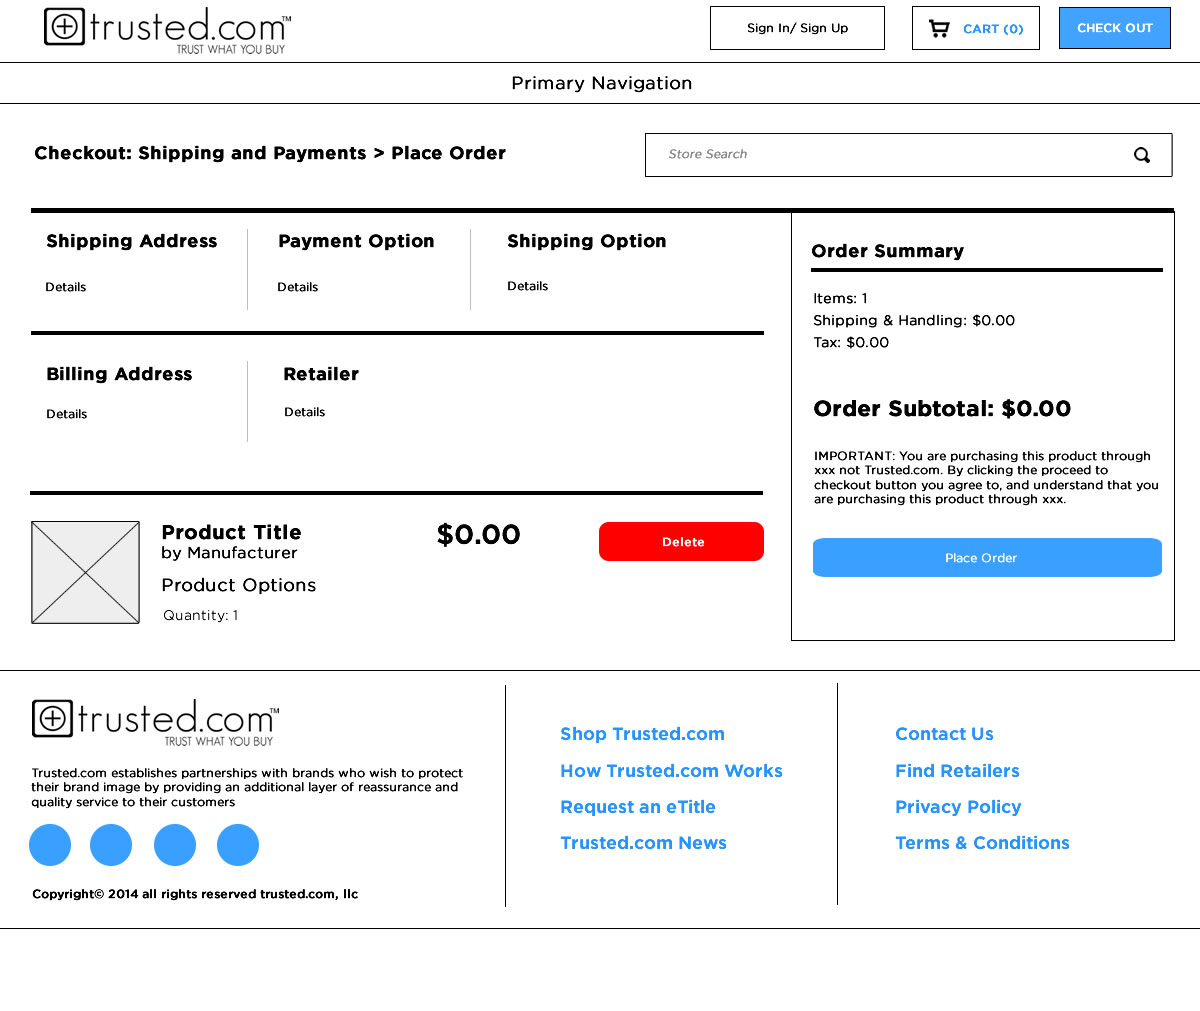 trusted.com™
TRUST WHAT YOU BUY
Sign In/ Sign Up
CART (0)
CHECK OUT
Primary Navigation
Checkout: Shipping and Payments > Place Order
Store Search
Shipping Address
Details
Payment Option
Details
Shipping Option
Details
Billing Address
Details
Retailer
Details
Product Title
by Manufacturer
Product Options
Quantity: 1
$0.00
Delete
Order Summary
Items: 1
Shipping & Handling: $0.00
Tax: $0.00
Order Subtotal: $0.00
IMPORTANT: You are purchasing this product through
xxx not Trusted.com. By clicking the proceed to
checkout button you agree to, and understand that you
are purchasing this product through xxx.
Place Order
trusted.com™
TRUST WHAT YOU BUY
Trusted.com establishes partnerships with brands who wish to protect
their brand image by providing an additional layer of reassurance and
quality service to their customers
Copyright© 2014 all rights reserved trusted.com, llc
Shop Trusted.com
How Trusted.com Works
Request an eTitle
Trusted.com News
Contact Us
Find Retailers
Privacy Policy
Terms & Conditions